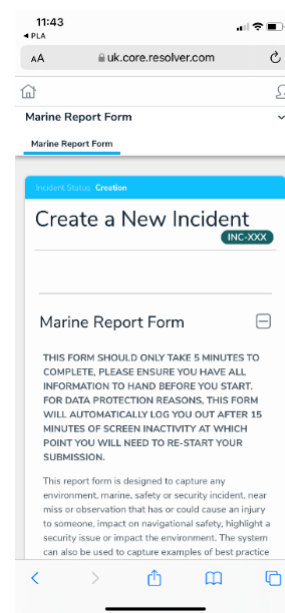 11:43
◀ PLA
AA
uk.core.resolver.com
Marine Report Form
Marine Report Form
Incident Status Creation
Create a New Incident
INC-XXX
Marine Report Form
THIS FORM SHOULD ONLY TAKE 5 MINUTES TO
COMPLETE, PLEASE ENSURE YOU HAVE ALL
INFORMATION TO HAND BEFORE YOU START.
FOR DATA PROTECTION REASONS, THIS FORM
WILL AUTOMATICALLY LOG YOU OUT AFTER 15
MINUTES OF SCREEN INACTIVITY AT WHICH
POINT YOU WILL NEED TO RE-START YOUR
SUBMISSION.
This report form is designed to capture any
environment, marine, safety or security incident, near
miss or observation that has or could cause an injury
to someone, impact on navigational safety, highlight a
security issue or impact the environment. The system
can also be used to capture examples of best practice